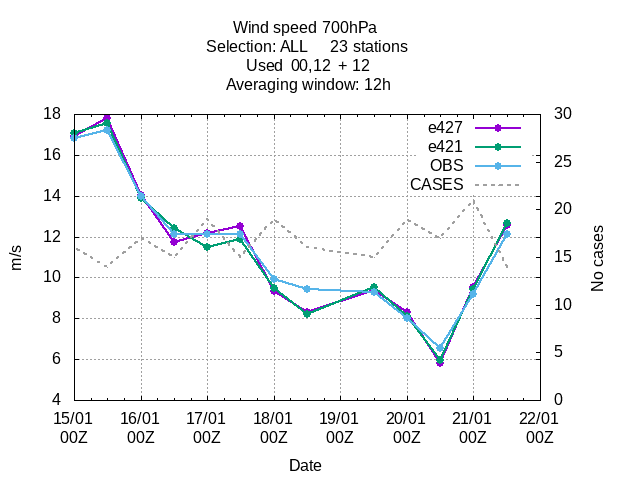 Wind speed 700hPa
Selection: ALL     23 stations
Used  00,12  + 12
Averaging window: 12h
18
16
14
12
10
8
6
4
m/s
30
25
20
15
10
5
0
No cases
e427
e421
OBS
CASES
15/01 16/01 17/01 18/01 19/01 20/01 21/01 22/01
00Z 00Z 00Z 00Z 00Z 00Z 00Z 00Z
Date